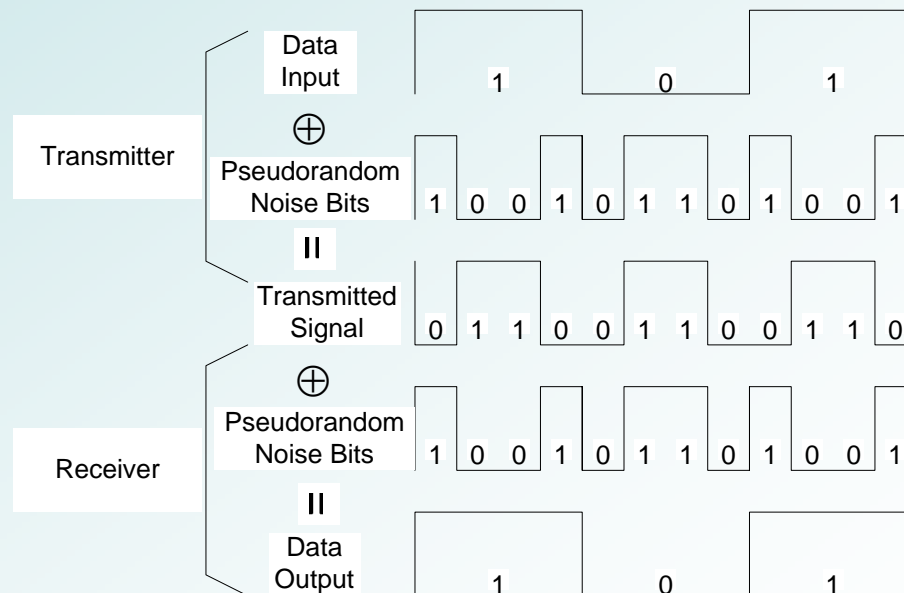 Data
Input
1 0 1
⊕
Transmitter
Pseudorandom
Noise Bits
1 0 0 1 0 1 1 0 1 0 0 1
=
Transmitted
Signal
0 1 1 0 0 1 1 0 0 1 1 0
⊕
Pseudorandom
Noise Bits
1 0 0 1 0 1 1 0 1 0 0 1
Receiver
=
Data
Output
1 0 1